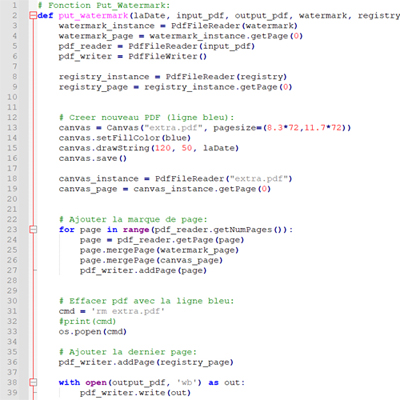 1 # Fonction Put_Watermark:
2 def put_watermark(laDate, input_pdf, output_pdf, watermark, registry
3 watermark_instance = PdfFileReader(watermark)
4 watermark_page = watermark_instance.getPage(0)
5 pdf_reader = PdfFileReader(input_pdf)
6 pdf_writer = PdfFileWriter()
7
8 registry_instance = PdfFileReader(registry)
9 registry_page = registry_instance.getPage(0)
10
11
12 # Creer nouveau PDF (ligne bleu):
13 canvas = Canvas("extra.pdf", pagesize=(8.3*72,11.7*72))
14 canvas.setFillColor(blue)
15 canvas.drawString(120, 50, laDate)
16 canvas.save()
17
18 canvas_instance = PdfFileReader("extra.pdf")
19 canvas_page = canvas_instance.getPage(0)
20
21
22 # Ajouter la marque de page:
23 for page in range(pdf_reader.getNumPages()):
24 page = pdf_reader.getPage(page)
25 page.mergePage(watermark_page)
26 page.mergePage(canvas_page)
27 pdf_writer.addPage(page)
28
29
30 # Effacer pdf avec la ligne bleu:
31 cmd = 'rm extra.pdf'
32 #print(cmd)
33 os.popen(cmd)
34
35 # Ajouter la dernier page:
36 pdf_writer.addPage(registry_page)
37
38 with open(output_pdf, 'wb') as out:
39 pdf_writer.write(out)